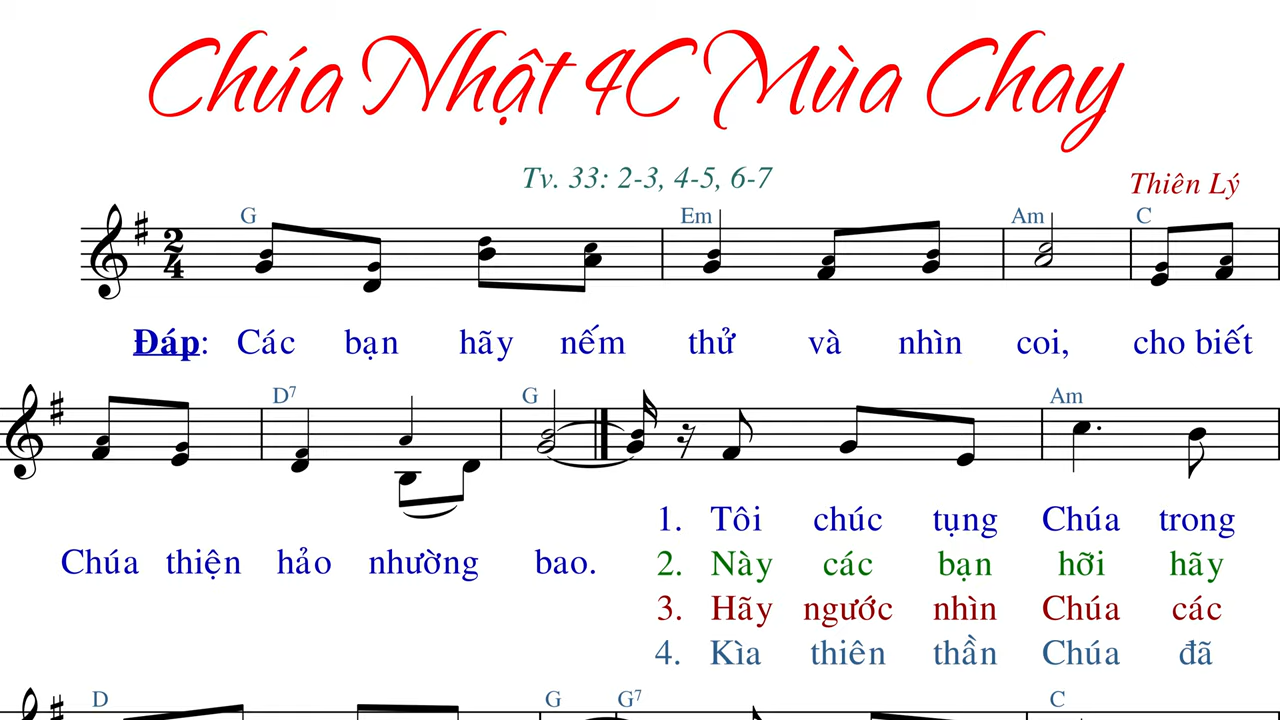 Chúa Nhật 4C Mùa Chay
Tv. 33: 2-3, 4-5, 6-7
Thiên Lý
G Em Am C
2
4
Đáp: Các bạn hãy nếm thử và nhìn coi, cho biết
D7 G Am
1. Tôi chúc tụng Chúa trong
Chúa thiện hảo nhường bao.
2. Này các bạn hỡi hãy
3. Hãy ngước nhìn Chúa các
4. Kìa thiên thần Chúa đã
D G G7 C